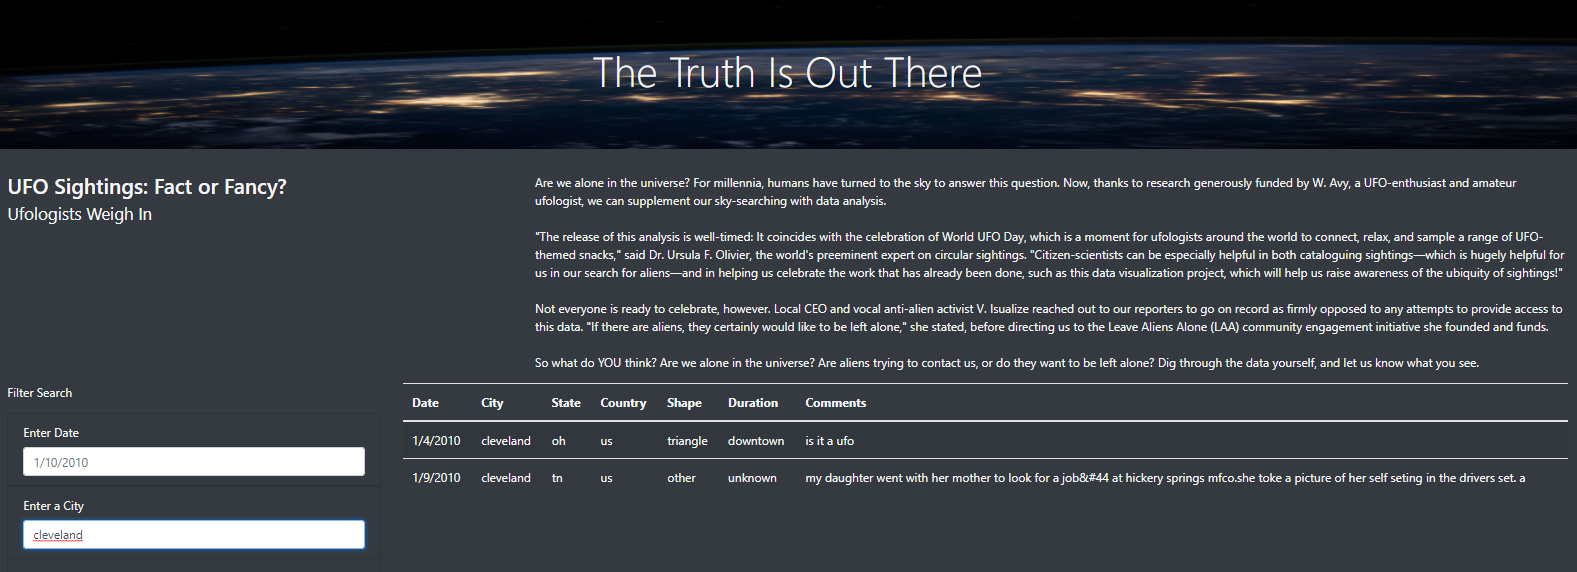 The Truth Is Out There
UFO Sightings: Fact or Fancy?
Ufologists Weigh In
Are we alone in the universe? For millennia, humans have turned to the sky to answer this question. Now, thanks to research generously funded by W. Avy, a UFO-enthusiast and amateur
ufologist, we can supplement our sky-searching with data analysis.
"The release of this analysis is well-timed: It coincides with the celebration of World UFO Day, which is a moment for ufologists around the world to connect, relax, and sample a range of UFO-
themed snacks," said Dr. Ursula F. Olivier, the world's preeminent expert on circular sightings. "Citizen-scientists can be especially helpful in both cataloguing sightings—which is hugely helpful for
us in our search for aliens—and in helping us celebrate the work that has already been done, such as this data visualization project, which will help us raise awareness of the ubiquity of sightings!"
Not everyone is ready to celebrate, however. Local CEO and vocal anti-alien activist V. Isualize reached out to our reporters to go on record as firmly opposed to any attempts to provide access to
this data. "If there are aliens, they certainly would like to be left alone," she stated, before directing us to the Leave Aliens Alone (LAA) community engagement initiative she founded and funds.
So what do YOU think? Are we alone in the universe? Are aliens trying to contact us, or do they want to be left alone? Dig through the data yourself, and let us know what you see.
Filter Search
Enter Date
1/10/2010
Enter a City
cleveland
Date City State Country Shape Duration Comments
1/4/2010 cleveland oh us triangle downtown is it a ufo
1/9/2010 cleveland tn us other unknown my daughter went with her mother to look for a job&#44 at hickery springs mfco.she toke a picture of her self seting in the drivers set. a